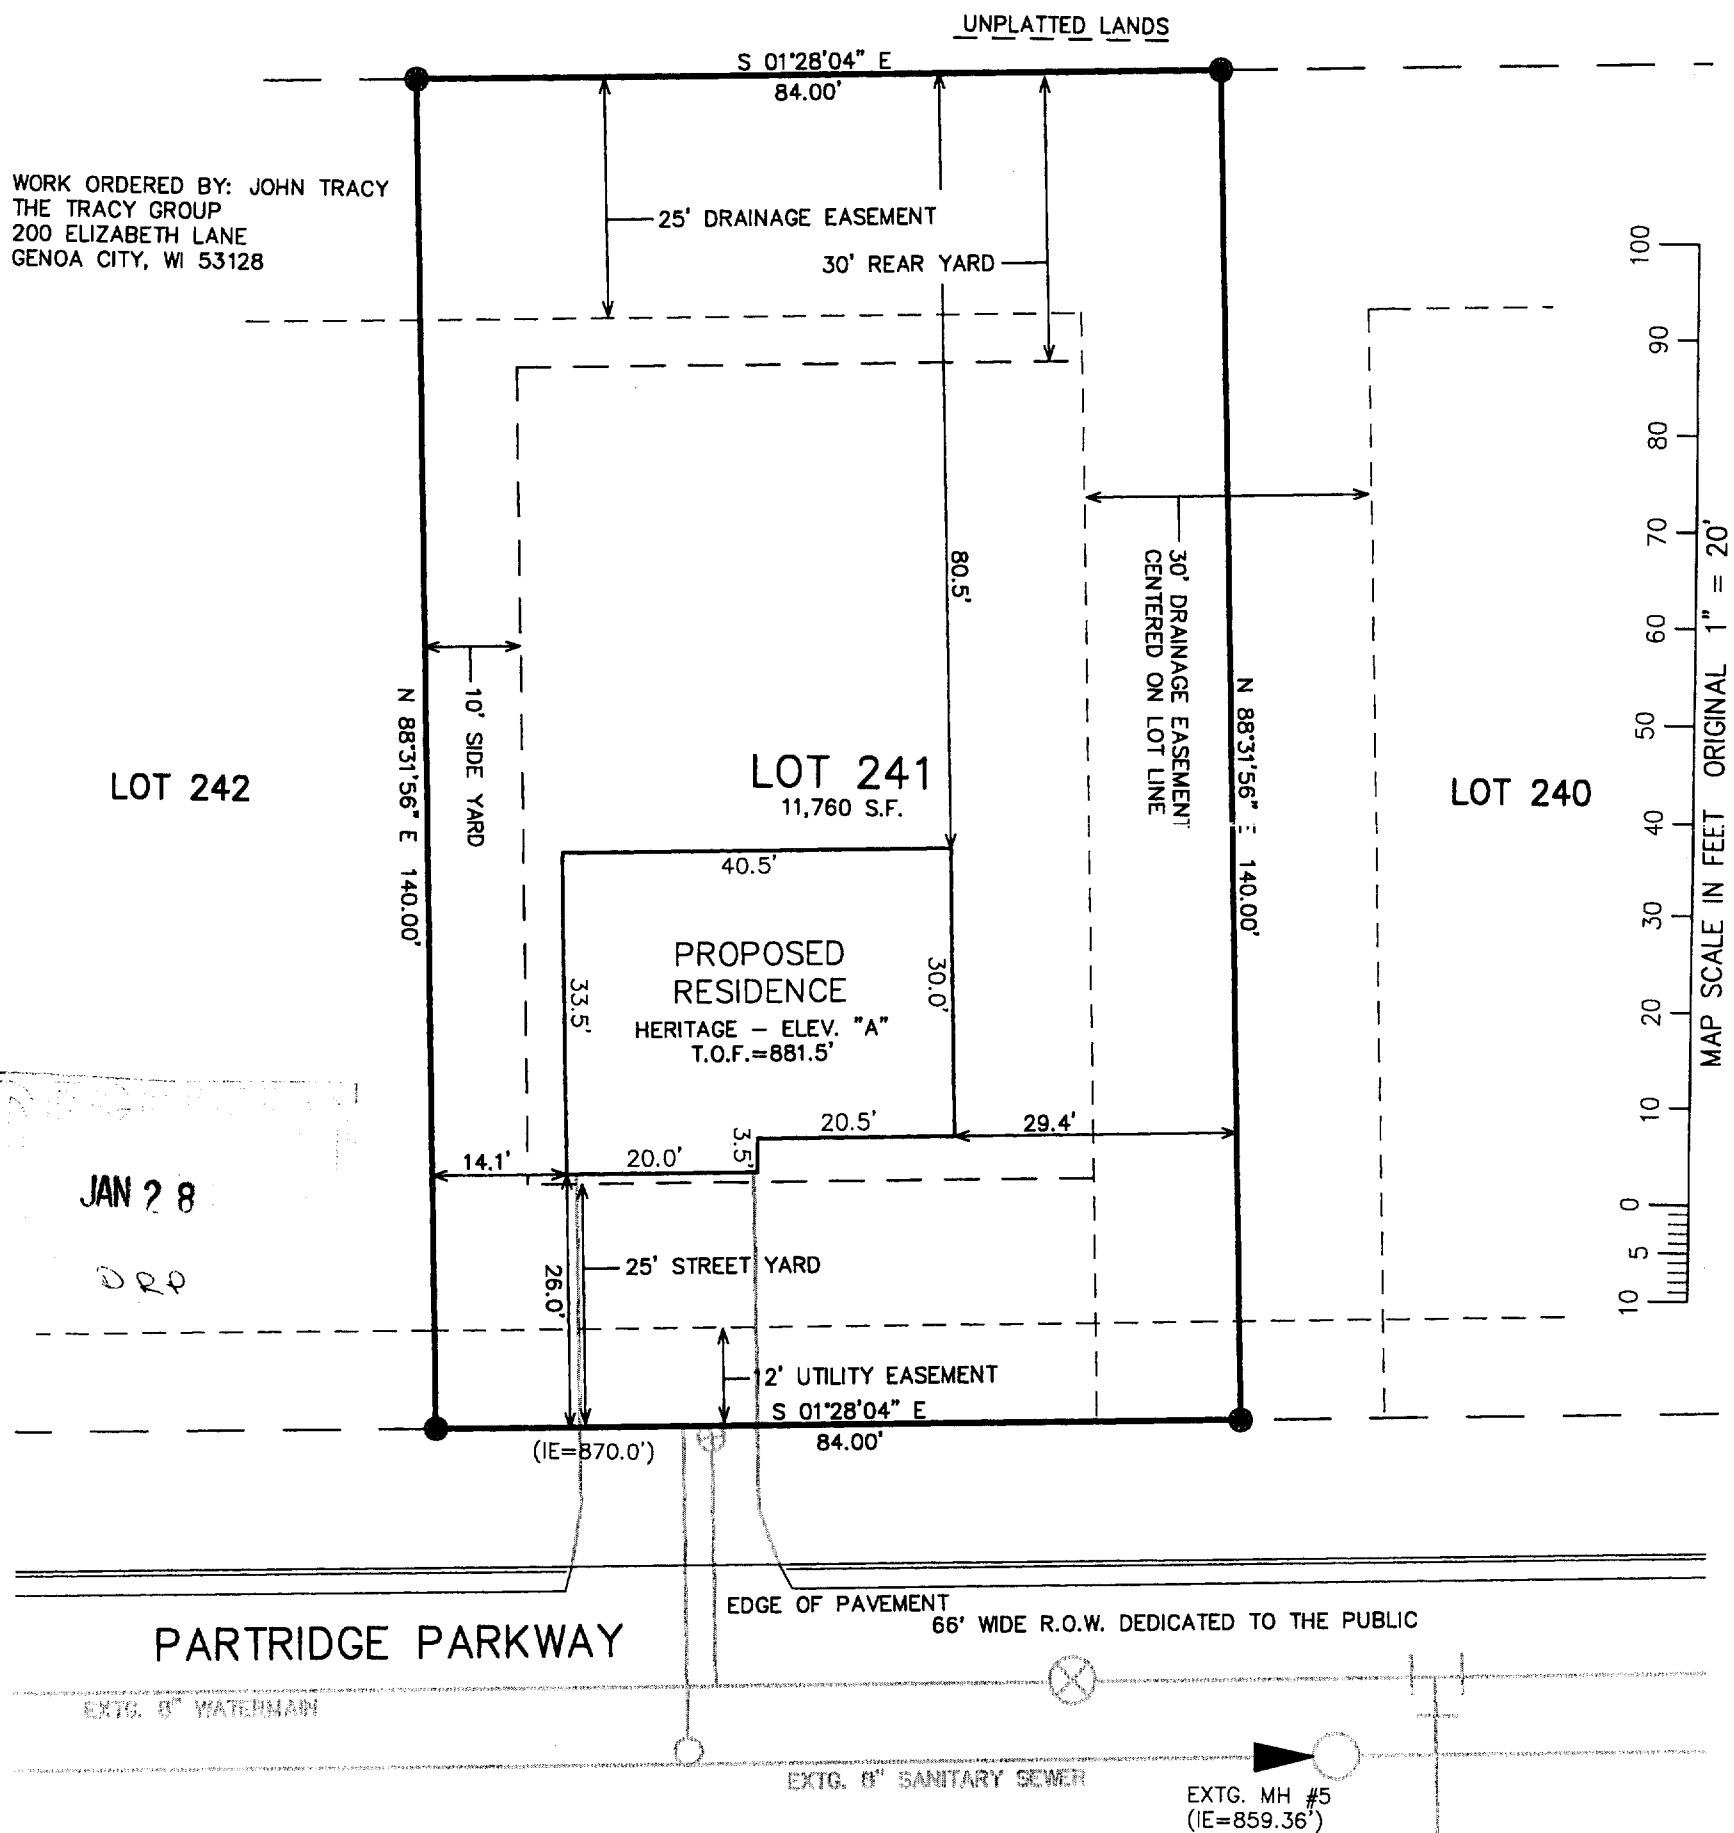 UNPLATTED LANDS
S 01°28'04" E
84.00'
WORK ORDERED BY: JOHN TRACY
THE TRACY GROUP
200 ELIZABETH LANE
GENOA CITY, WI 53128
25' DRAINAGE EASEMENT
30' REAR YARD
80.5'
30' DRAINAGE EASEMENT
CENTERED ON LOT LINE
10' SIDE YARD
N 88°31'56" E 140.00'
N 88°31'56" E 140.00'
LOT 242
LOT 241
11,760 S.F.
LOT 240
40.5'
PROPOSED
RESIDENCE
HERITAGE – ELEV. "A"
T.O.F.=881.5'
33.5'
30.0'
20.5'
3.5'
20.0'
14.1'
29.4'
JAN 28
DRP
26.0'
25' STREET YARD
12' UTILITY EASEMENT
S 01°28'04" E
84.00'
(IE=870.0')
EDGE OF PAVEMENT
66' WIDE R.O.W. DEDICATED TO THE PUBLIC
PARTRIDGE PARKWAY
EXTG. 8" WATERMAIN
EXTG. 8" SANITARY SEWER
EXTG. MH #5
(IE=859.36')
100
90
80
70
60
50
40
30
20
10
0
5
10
MAP SCALE IN FEET ORIGINAL 1" = 20'